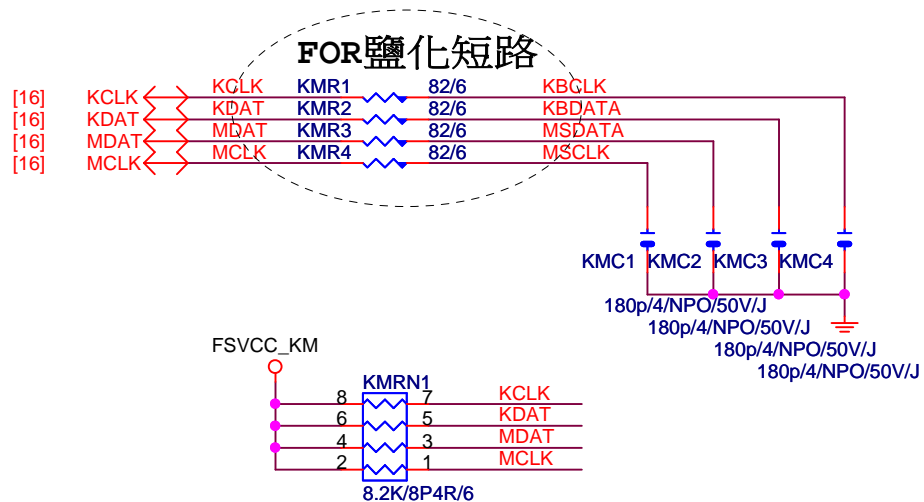 FOR鹽化短路
[16] KCLK KCLK KMR1 82/6 KBCLK
[16] KDAT KDAT KMR2 82/6 KBDATA
[16] MDAT MDAT KMR3 82/6 MSDATA
[16] MCLK MCLK KMR4 82/6 MSCLK
KMC1 KMC2 KMC3 KMC4
180p/4/NPO/50V/J
180p/4/NPO/50V/J
180p/4/NPO/50V/J
180p/4/NPO/50V/J
FSVCC_KM
KMRN1
8 7 KCLK
6 5 KDAT
4 3 MDAT
2 1 MCLK
8.2K/8P4R/6